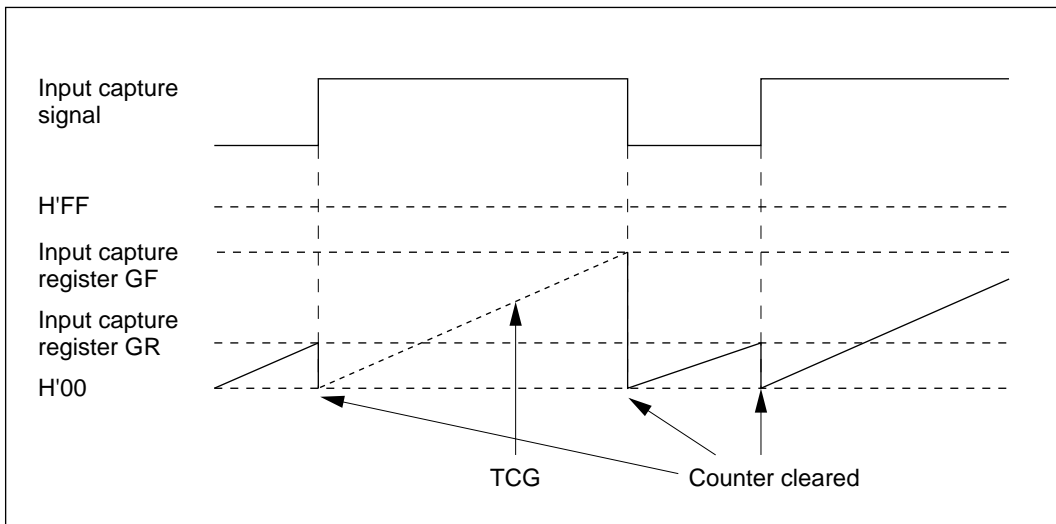 Input capture
signal
H'FF
Input capture
register GF
Input capture
register GR
H'00
TCG
Counter cleared